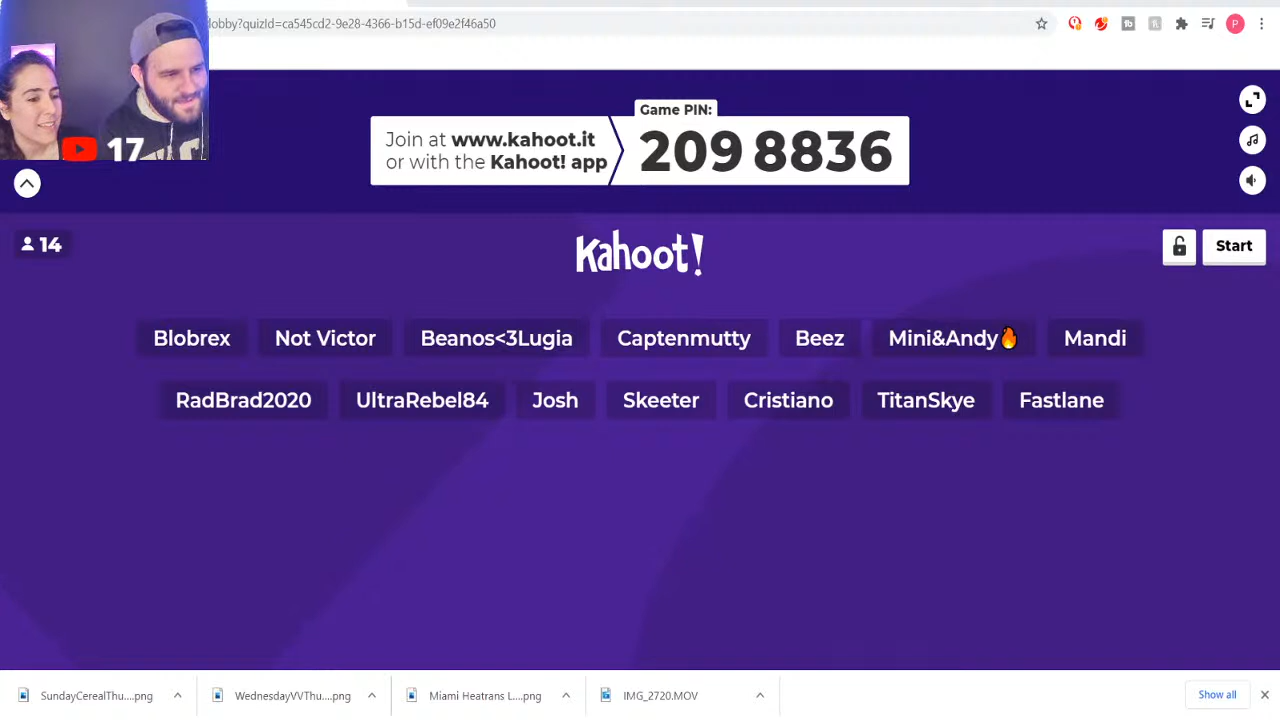 lobby?quizId=ca545cd2-9e28-4366-b15d-ef09e2f46a50
Game PIN:
Join at www.kahoot.it
or with the Kahoot! app
209 8836
17
14
Kahoot!
Start
Blobrex Not Victor Beanos<3Lugia Captenmutty Beez Mini&Andy🔥 Mandi
RadBrad2020 UltraRebel84 Josh Skeeter Cristiano TitanSkye Fastlane
SundayCerealThu....png WednesdayVVThu....png Miami Heatrans L....png IMG_2720.MOV Show all